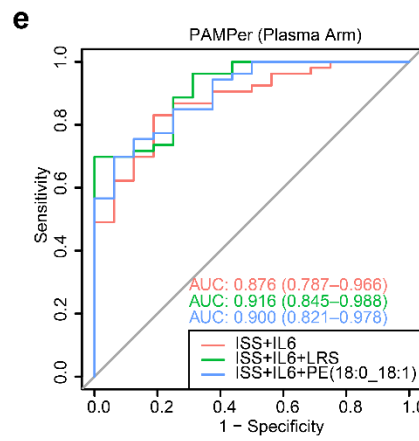 e
PAMPer (Plasma Arm)
Sensitivity
1.0
0.8
0.6
0.4
0.2
0.0
AUC: 0.876 (0.787–0.966)
AUC: 0.916 (0.845–0.988)
AUC: 0.900 (0.821–0.978)
ISS+IL6
ISS+IL6+LRS
ISS+IL6+PE(18:0_18:1)
0.0 0.2 0.4 0.6 0.8 1.0
1 − Specificity